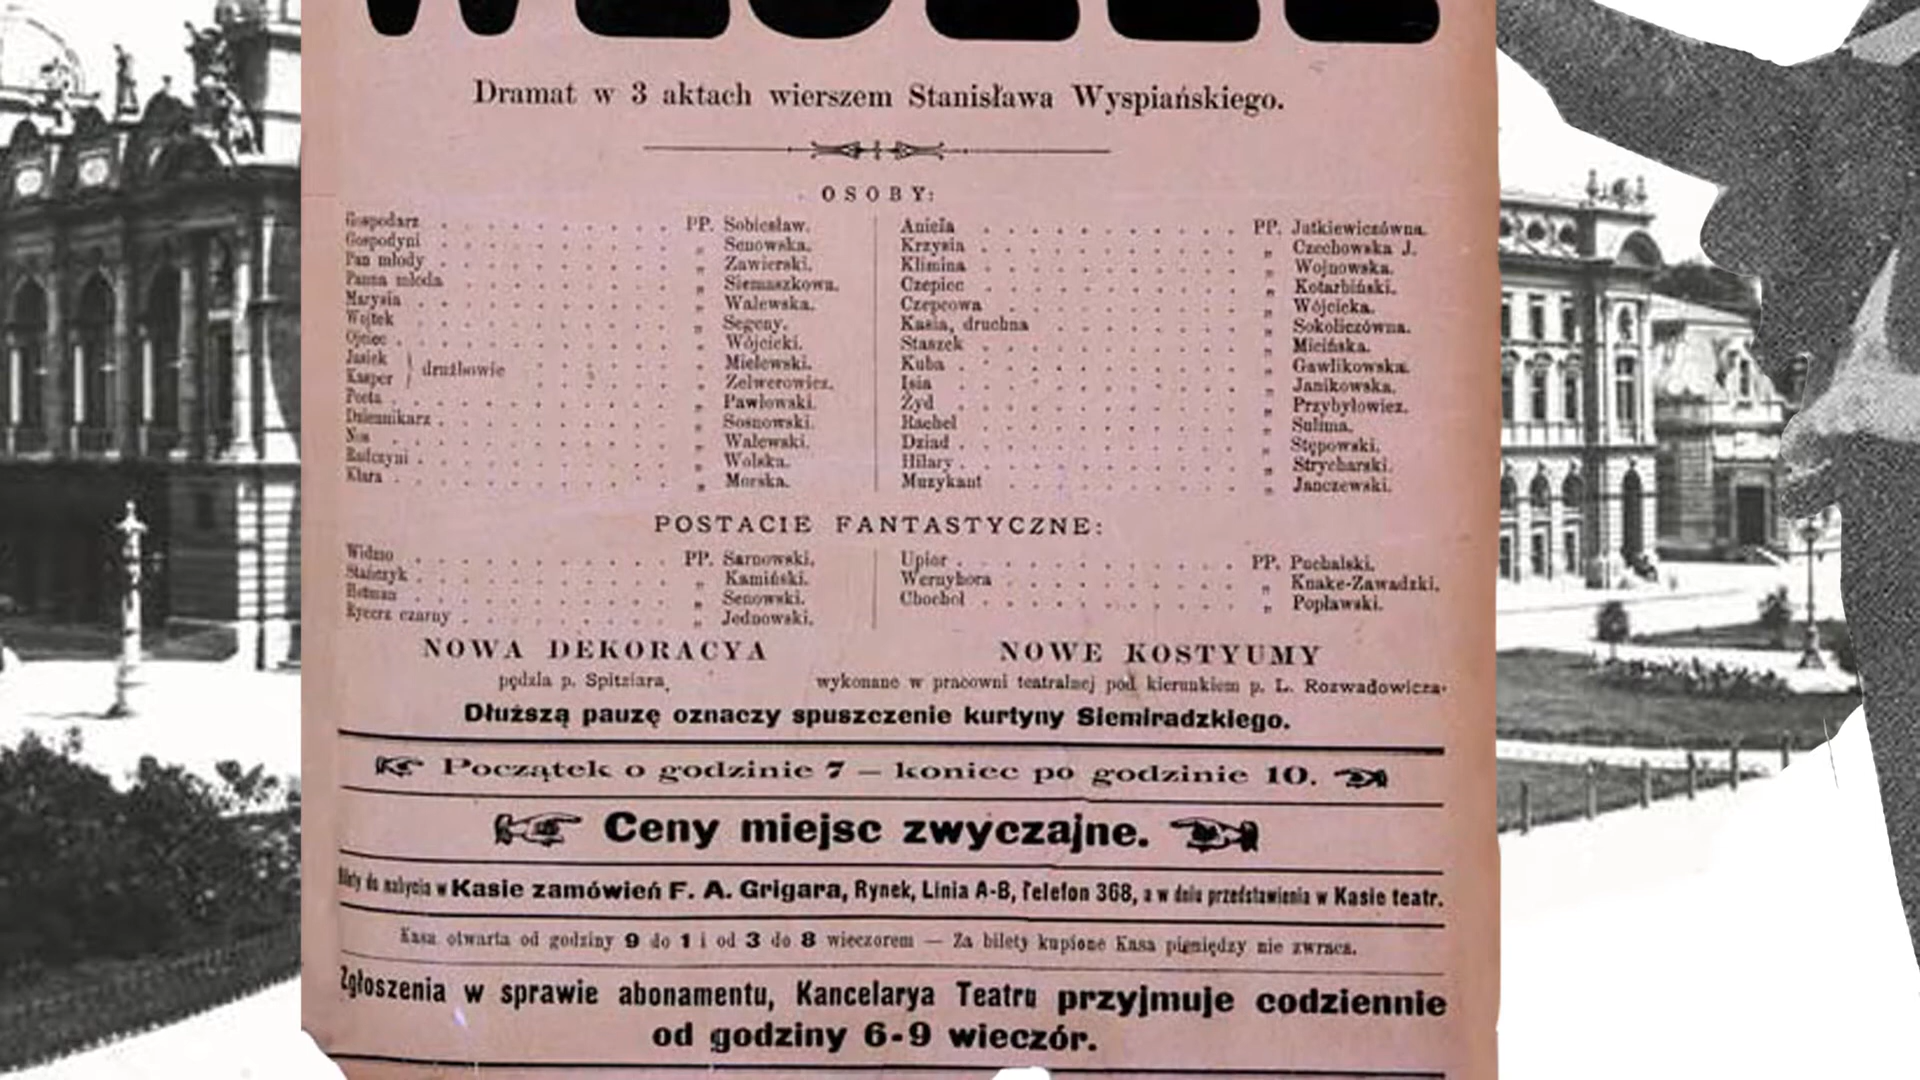 WESELE
Dramat w 3 aktach wierszem Stanisława Wyspiańskiego.
OSOBY:
Gospodarz PP. Sobiesław.
Gospodyni „ Senowska.
Pan młody „ Zawierski.
Panna młoda „ Siemaszkowa.
Marysia „ Walewska.
Wojtek „ Segeny.
Ojciec „ Wójcicki.
Jasiek „ Mielewski.
drużbowie
Kasper „ Zelwerowicz.
Poeta „ Pawłowski.
Dziennikarz „ Sosnowski.
Nos „ Walewski.
Radczyni „ Wolska.
Klara „ Morska.
Aniela PP. Jutkiewiczówna.
Krzysia „ Czechowska J.
Klimina „ Wojnowska.
Czepiec „ Kotarbiński.
Czepcowa „ Wójcicka.
Kasia, druchna „ Sokoliczówna.
Staszek „ Micińska.
Kuba „ Gawlikowska.
Isia „ Janikowska.
Żyd „ Przybyłowicz.
Rachel „ Sulima.
Dziad „ Stępowski.
Hilary „ Strycharski.
Muzykant „ Janczewski.
POSTACIE FANTASTYCZNE:
Widmo PP. Sarnowski.
Stańczyk „ Kamiński.
Hetman „ Senowski.
Rycerz czarny „ Jednowski.
Upior PP. Puchalski.
Wernyhora „ Knake-Zawadzki.
Chochoł „ Popławski.
NOWA DEKORACYA
pędzla p. Spitziara,
NOWE KOSTYUMY
wykonane w pracowni teatralnej pod kierunkiem p. L. Rozwadowicza.
Dłuższą pauzę oznaczy spuszczenie kurtyny Siemiradzkiego.
Początek o godzinie 7 — koniec po godzinie 10.
Ceny miejsc zwyczajne.
Bilety do nabycia w Kasie zamówień F. A. Grigara, Rynek, Linia A-B, Telefon 368, a w dniu przedstawienia w Kasie teatr.
Kasa otwarta od godziny 9 do 1 i od 3 do 8 wieczorem — Za bilety kupione Kasa pieniędzy nie zwraca.
Zgłoszenia w sprawie abonamentu, Kancelarya Teatru przyjmuje codziennie
od godziny 6-9 wieczór.